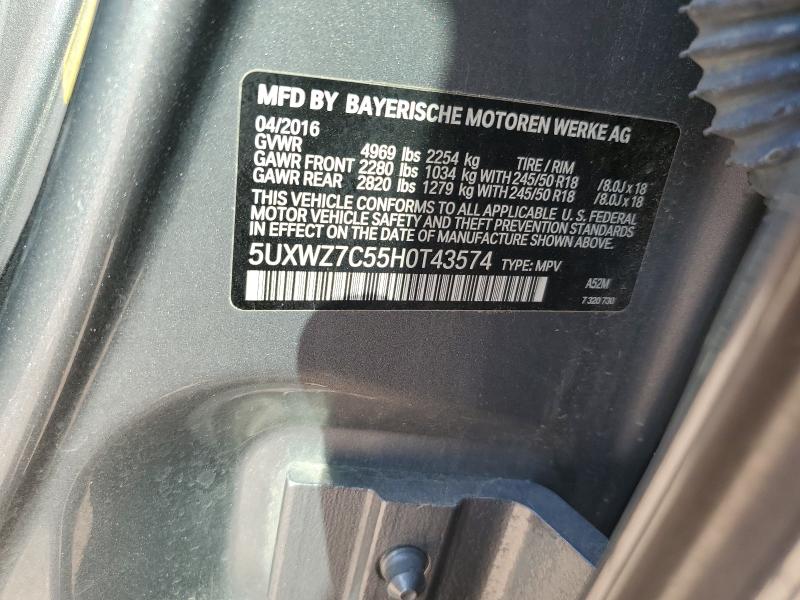 MFD BY BAYERISCHE MOTOREN WERKE AG
04/2016
GVWR 4969 lbs 2254 kg TIRE / RIM
GAWR FRONT 2280 lbs 1034 kg WITH 245/50 R18 /8.0J x 18
GAWR REAR 2820 lbs 1279 kg WITH 245/50 R18 /8.0J x 18
THIS VEHICLE CONFORMS TO ALL APPLICABLE U.S. FEDERAL
MOTOR VEHICLE SAFETY AND THEFT PREVENTION STANDARDS
IN EFFECT ON THE DATE OF MANUFACTURE SHOWN ABOVE.
5UXWZ7C55H0T43574 TYPE: MPV
A52M
7 320 730